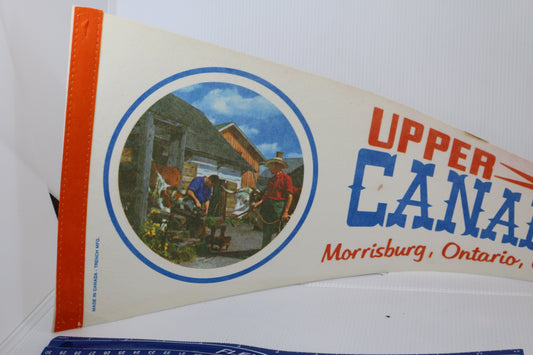 UPPER
CANA
Morrisburg, Ontario,
MADE IN CANADA - TRENCH MFG.